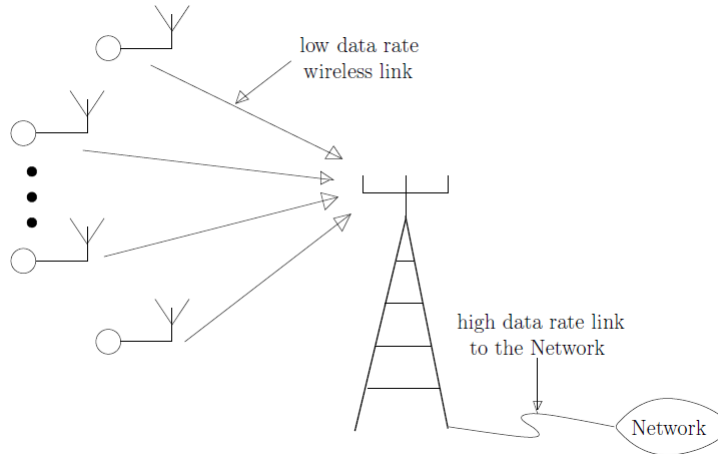 low data rate
wireless link
high data rate link
to the Network
Network